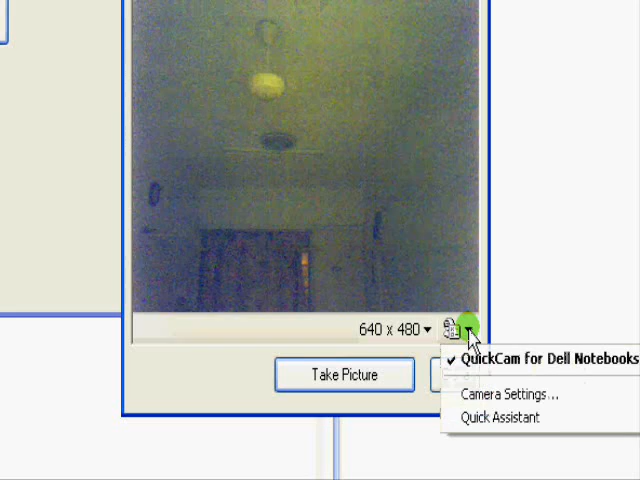 640 x 480
QuickCam for Dell Notebooks
Take Picture
Camera Settings...
Quick Assistant